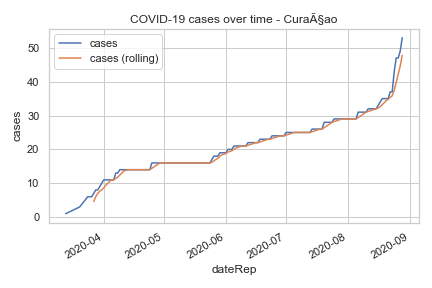 COVID-19 cases over time - CuraÃ§ao
cases
cases (rolling)
50
40
30
20
10
0
cases
2020-04
2020-05
2020-06
2020-07
2020-08
2020-09
dateRep